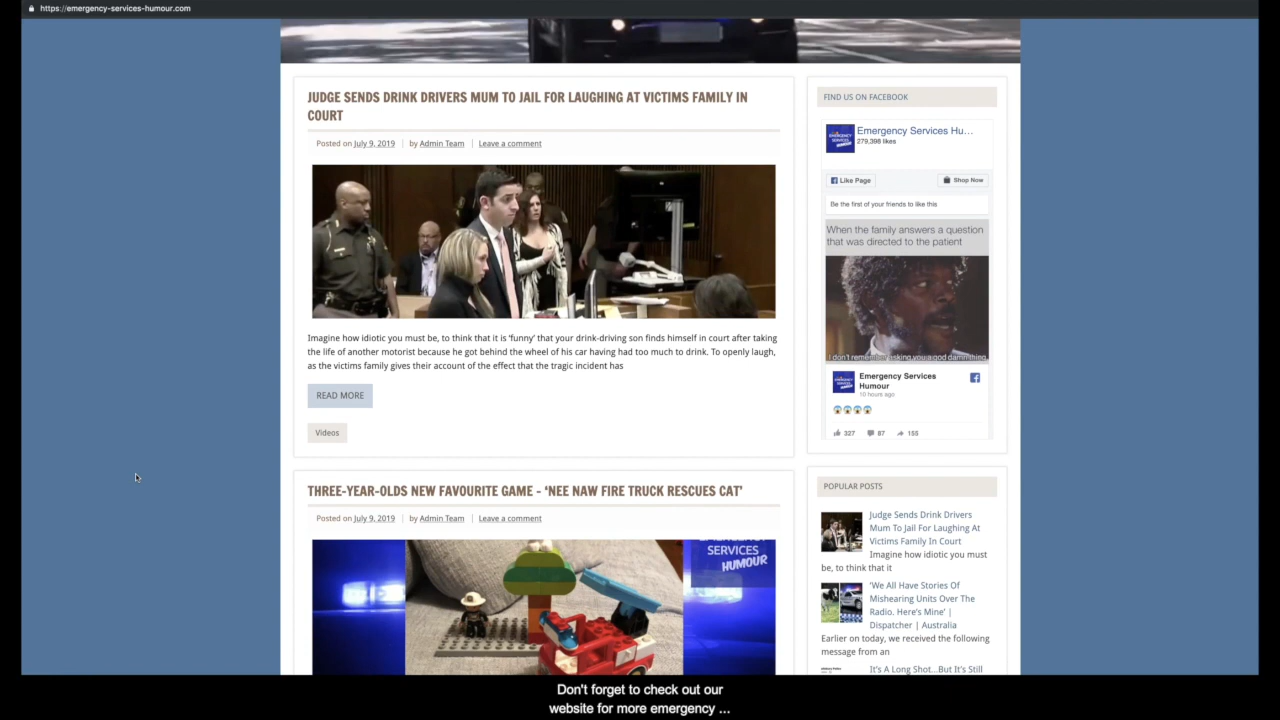 https://emergency-services-humour.com
JUDGE SENDS DRINK DRIVERS MUM TO JAIL FOR LAUGHING AT VICTIMS FAMILY IN
COURT
Posted on July 9, 2019 | by Admin Team | Leave a comment
Imagine how idiotic you must be, to think that it is 'funny' that your drink-driving son finds himself in court after taking
the life of another motorist because he got behind the wheel of his car having had too much to drink. To openly laugh,
as the victims family gives their account of the effect that the tragic incident has
READ MORE
Videos
THREE-YEAR-OLDS NEW FAVOURITE GAME – 'NEE NAW FIRE TRUCK RESCUES CAT'
Posted on July 9, 2019 | by Admin Team | Leave a comment
SERVICES
HUMOUR
FIND US ON FACEBOOK
EMERGENCY
SERVICES
HUMOUR
Emergency Services Hu...
279,398 likes
Like Page
Shop Now
Be the first of your friends to like this
When the family answers a question
that was directed to the patient
I don't remember asking you a good damn thing
Emergency Services
Humour
10 hours ago
327 87 155
POPULAR POSTS
Judge Sends Drink Drivers
Mum To Jail For Laughing At
Victims Family In Court
Imagine how idiotic you must
be, to think that it
'We All Have Stories Of
Mishearing Units Over The
Radio. Here's Mine' |
Dispatcher | Australia
Earlier on today, we received the following
message from an
It's A Long Shot...But It's Still
Don't forget to check out our
website for more emergency ...